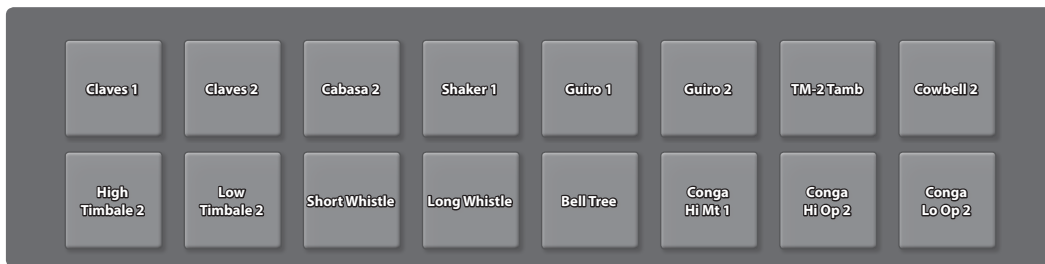 Claves 1
Claves 2
Cabasa 2
Shaker 1
Guiro 1
Guiro 2
TM-2 Tamb
Cowbell 2
High
Timbale 2
Low
Timbale 2
Short Whistle
Long Whistle
Bell Tree
Conga
Hi Mt 1
Conga
Hi Op 2
Conga
Lo Op 2